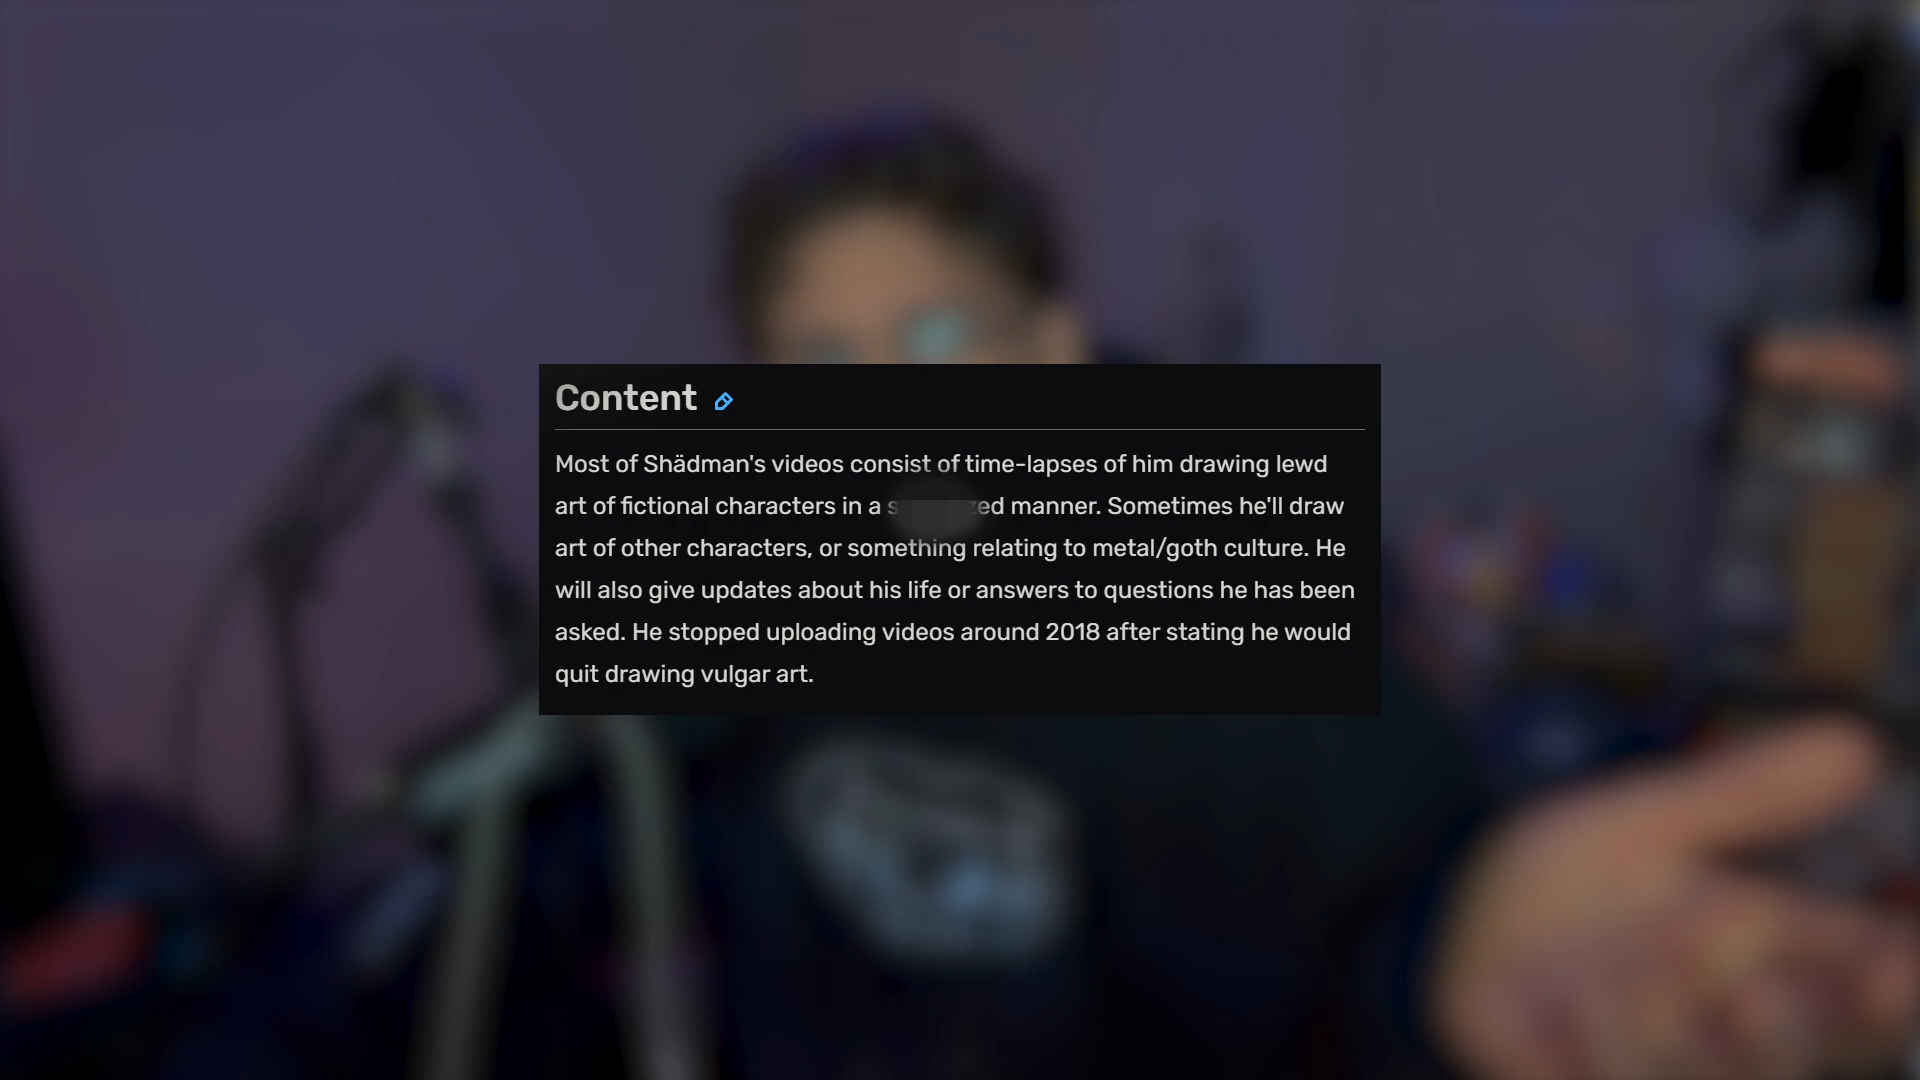 Content
Most of Shädman's videos consist of time-lapses of him drawing lewd
art of fictional characters in a manner. Sometimes he'll draw
art of other characters, or something relating to metal/goth culture. He
will also give updates about his life or answers to questions he has been
asked. He stopped uploading videos around 2018 after stating he would
quit drawing vulgar art.